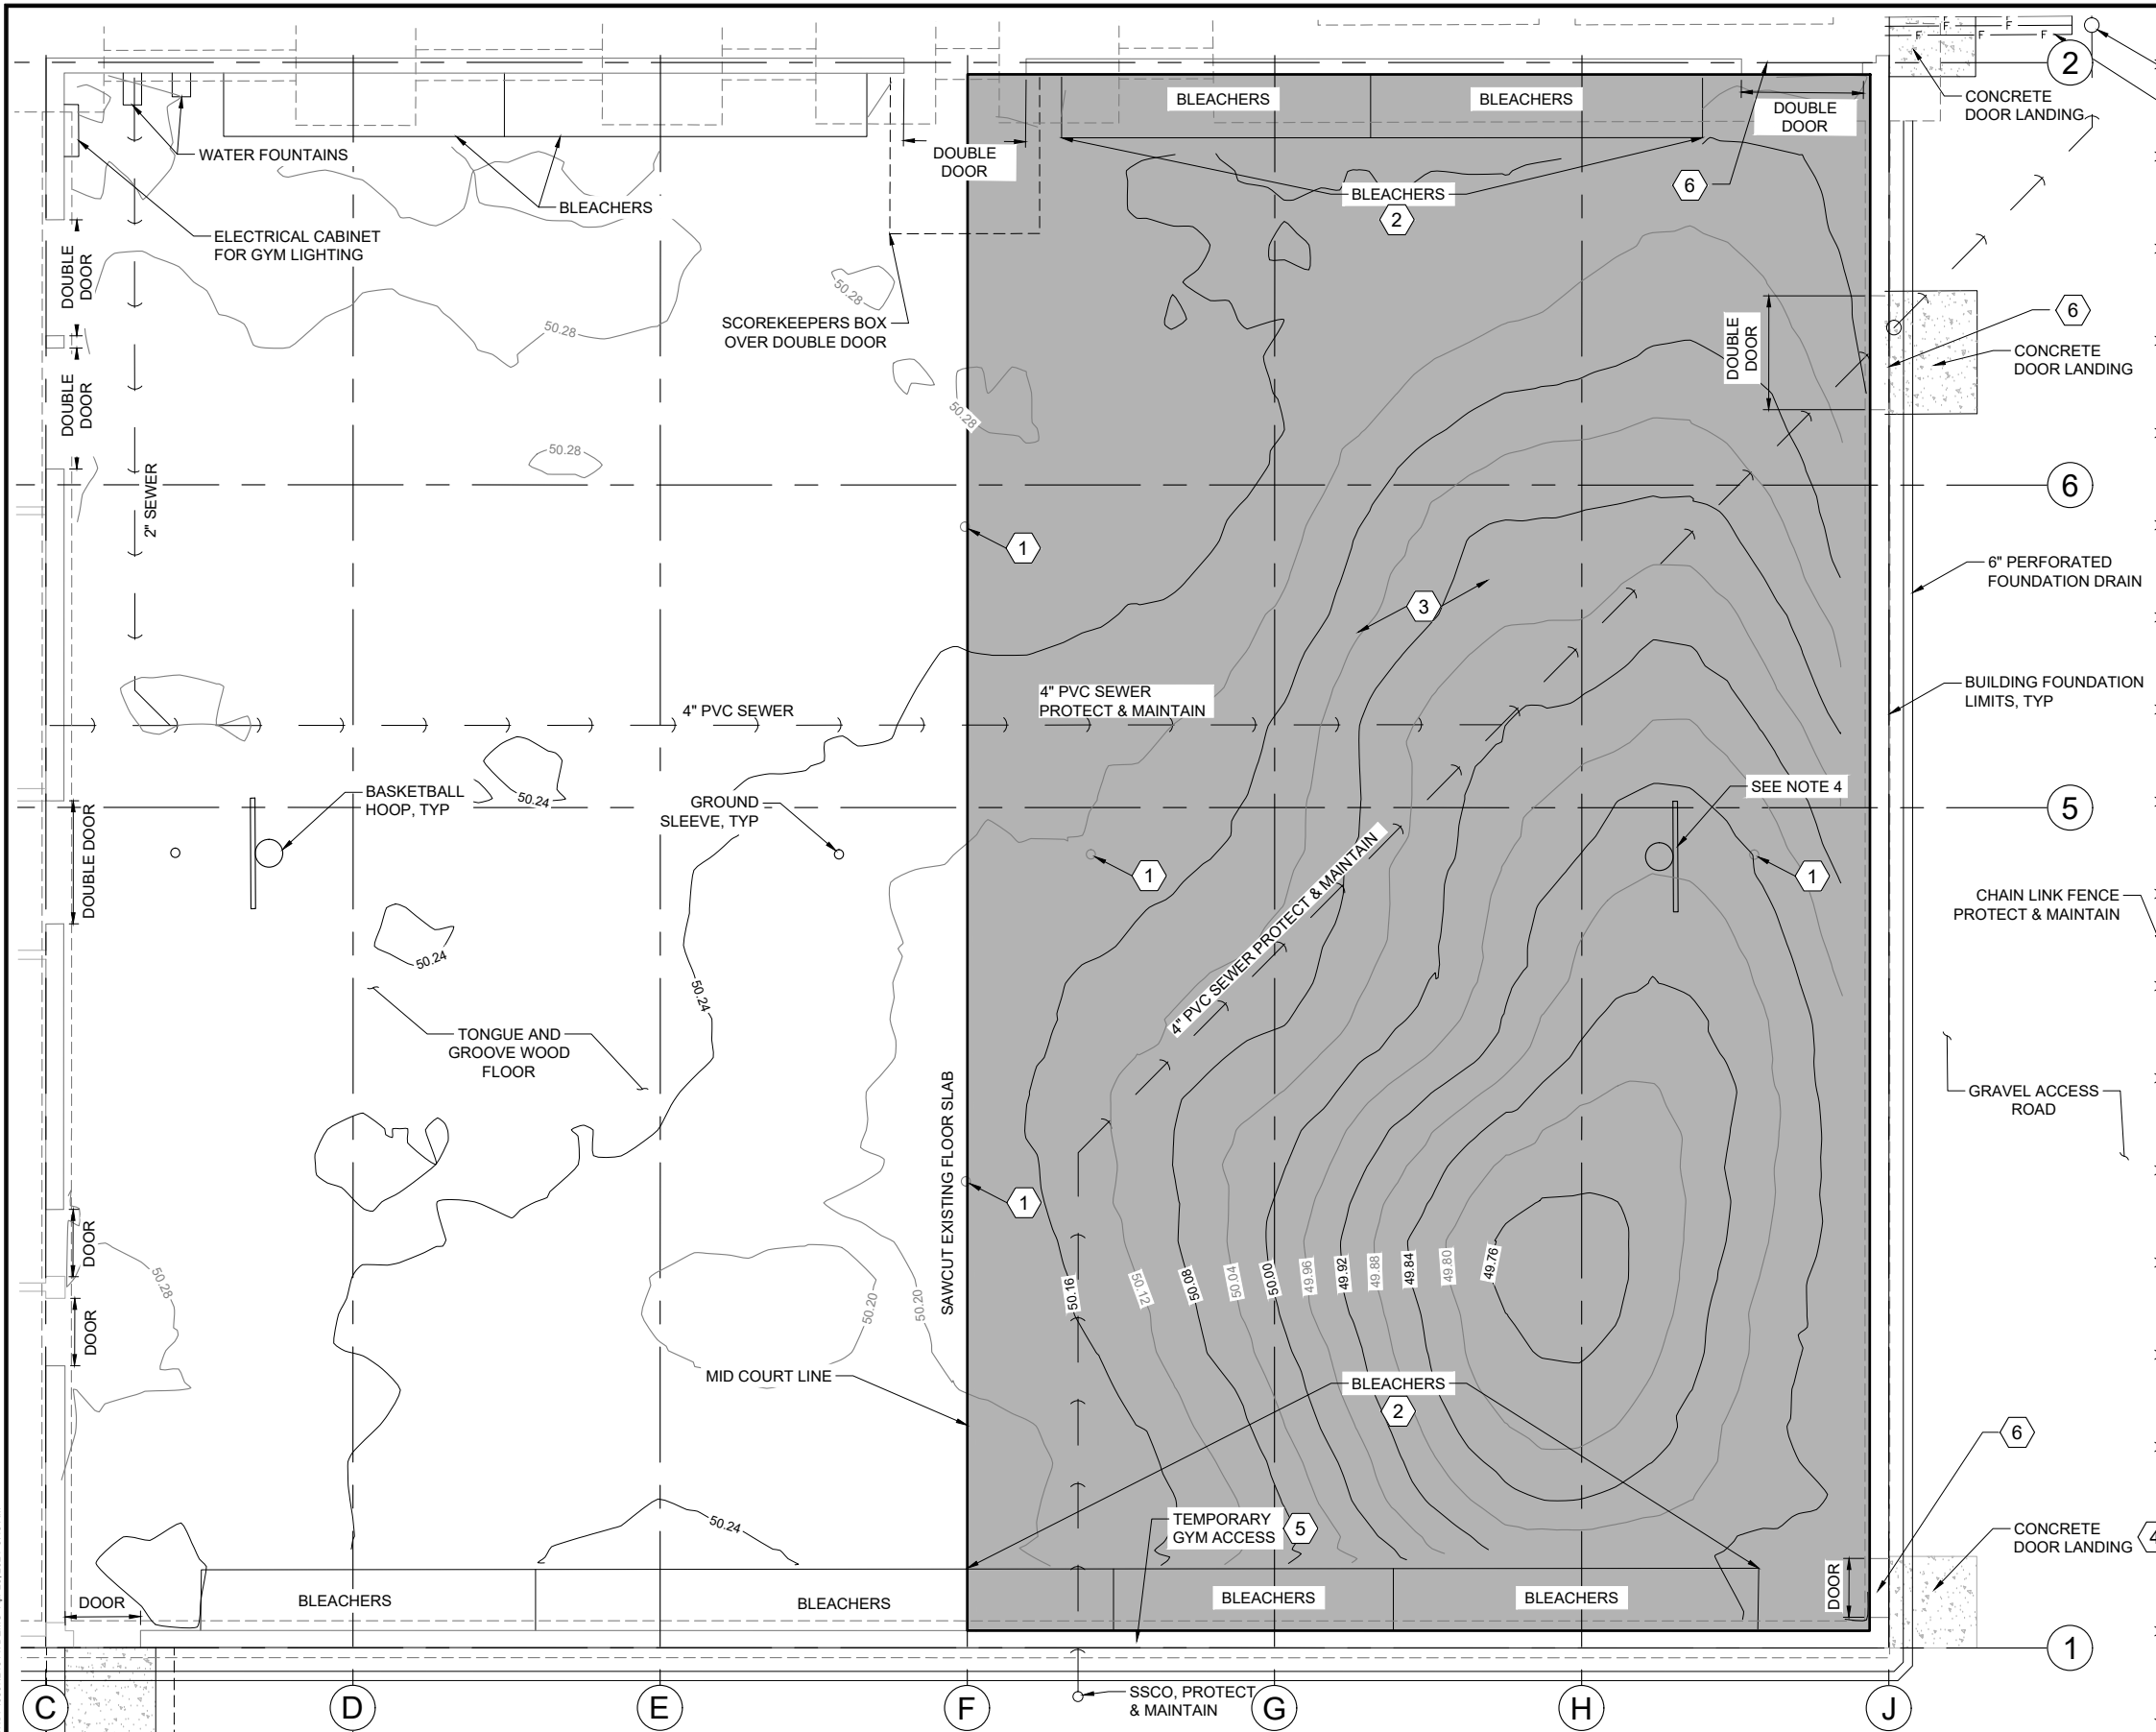 F F
F F F
2
BLEACHERS
BLEACHERS
DOUBLE
DOOR
CONCRETE
DOOR LANDING
WATER FOUNTAINS
DOUBLE
DOOR
BLEACHERS
2
6
BLEACHERS
ELECTRICAL CABINET
FOR GYM LIGHTING
DOUBLE
DOOR
50.28
50.28
SCOREKEEPERS BOX
OVER DOUBLE DOOR
DOUBLE
DOOR
6
CONCRETE
DOOR LANDING
DOUBLE
DOOR
50.28
50.28
2" SEWER
6
1
6" PERFORATED
FOUNDATION DRAIN
3
BUILDING FOUNDATION
LIMITS, TYP
4" PVC SEWER
4" PVC SEWER
PROTECT & MAINTAIN
BASKETBALL
HOOP, TYP
50.24
GROUND
SLEEVE, TYP
SEE NOTE 4
5
DOUBLE DOOR
1
1
4" PVC SEWER PROTECT & MAINTAIN
CHAIN LINK FENCE
PROTECT & MAINTAIN
50.24
50.24
TONGUE AND
GROOVE WOOD
FLOOR
SAWCUT EXISTING FLOOR SLAB
GRAVEL ACCESS
ROAD
1
DOOR
50.28
DOOR
50.20
50.20
50.16
50.12
50.08
50.04
50.00
49.96
49.92
49.88
49.84
49.80
49.76
MID COURT LINE
BLEACHERS
2
6
50.24
TEMPORARY
GYM ACCESS
5
CONCRETE
DOOR LANDING
4
DOOR
DOOR
BLEACHERS
BLEACHERS
BLEACHERS
BLEACHERS
1
SSCO, PROTECT
& MAINTAIN
C
D
E
F
G
H
J